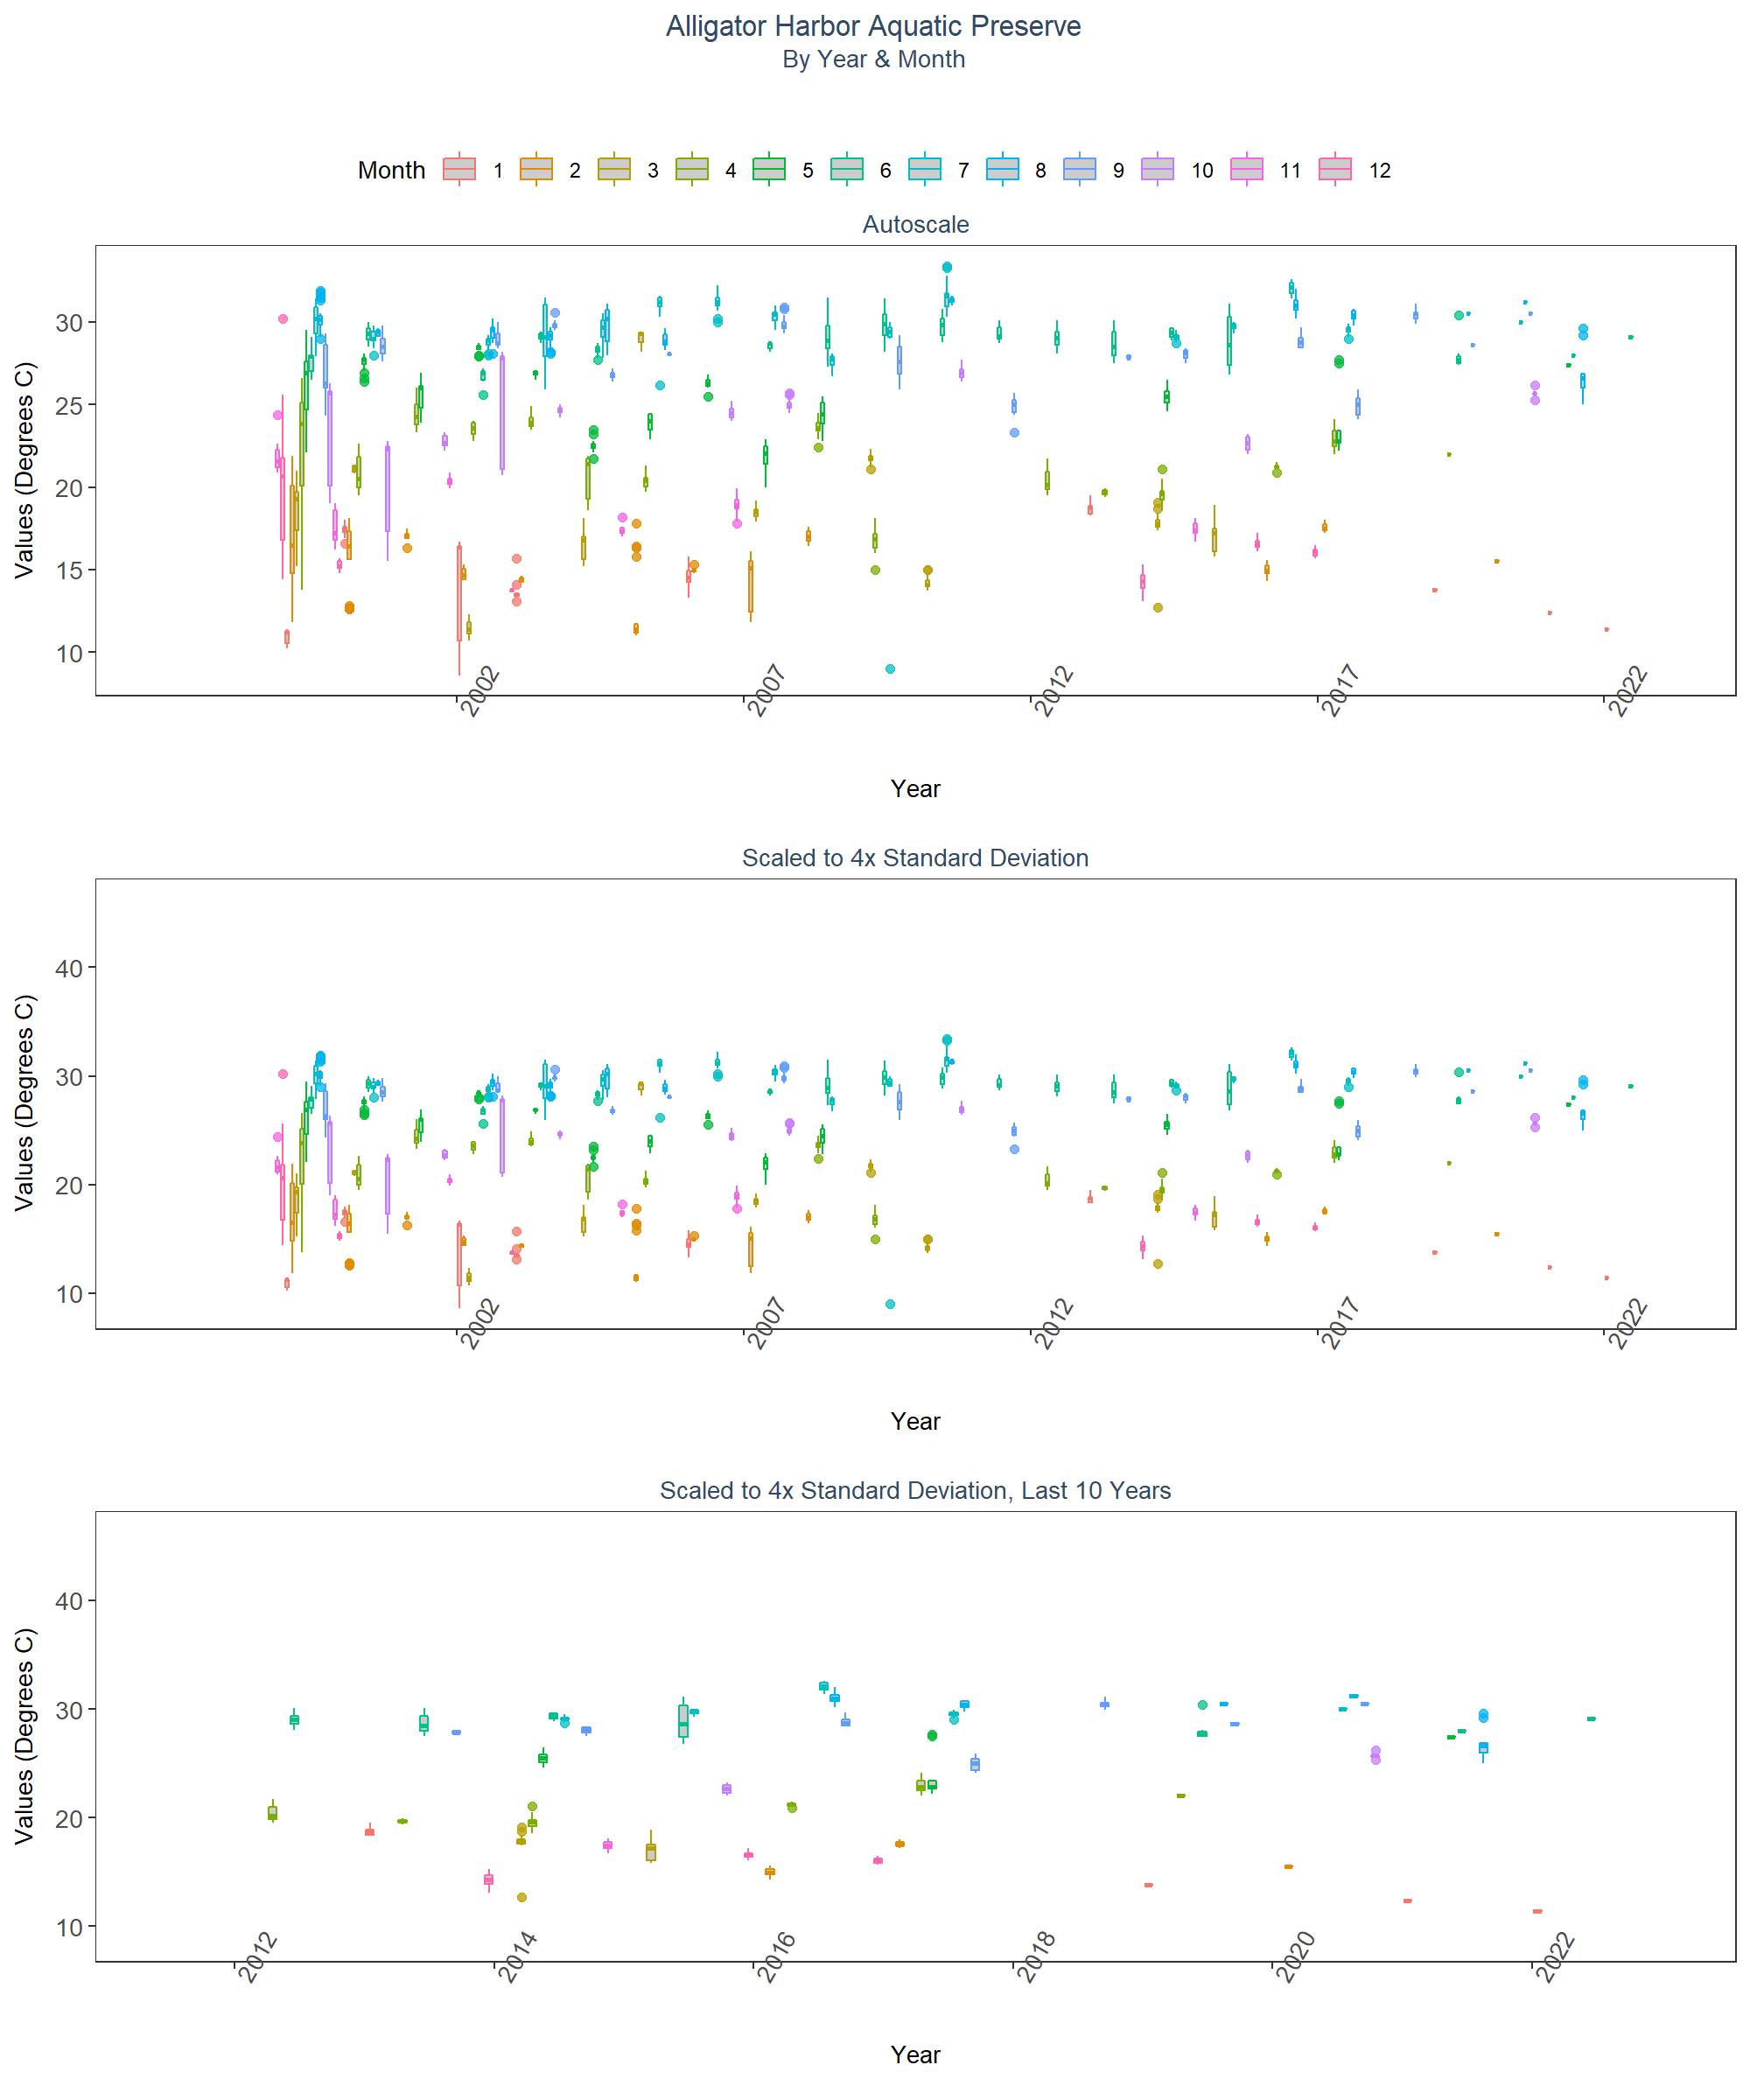 Alligator Harbor Aquatic Preserve
By Year & Month
Month 1 2 3 4 5 6 7 8 9 10 11 12
Autoscale
Values (Degrees C)
30
25
20
15
10
2002 2007 2012 2017 2022
Year
Scaled to 4x Standard Deviation
Values (Degrees C)
40
30
20
10
2002 2007 2012 2017 2022
Year
Scaled to 4x Standard Deviation, Last 10 Years
Values (Degrees C)
40
30
20
10
2012 2014 2016 2018 2020 2022
Year